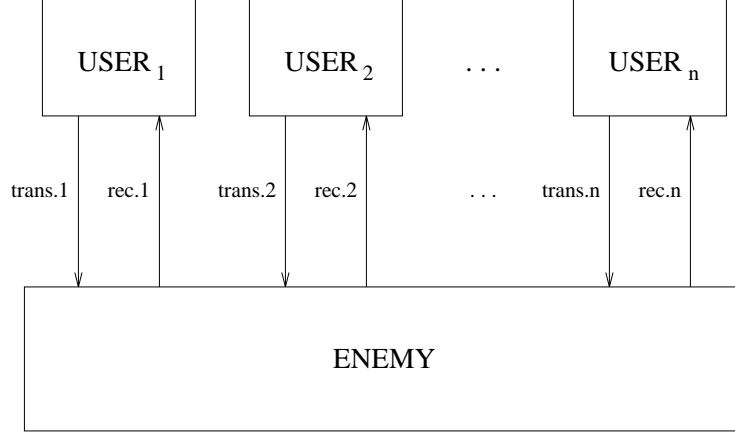 USER 1 USER 2 . . . USER n
trans.1 rec.1 trans.2 rec.2 . . . trans.n rec.n
ENEMY